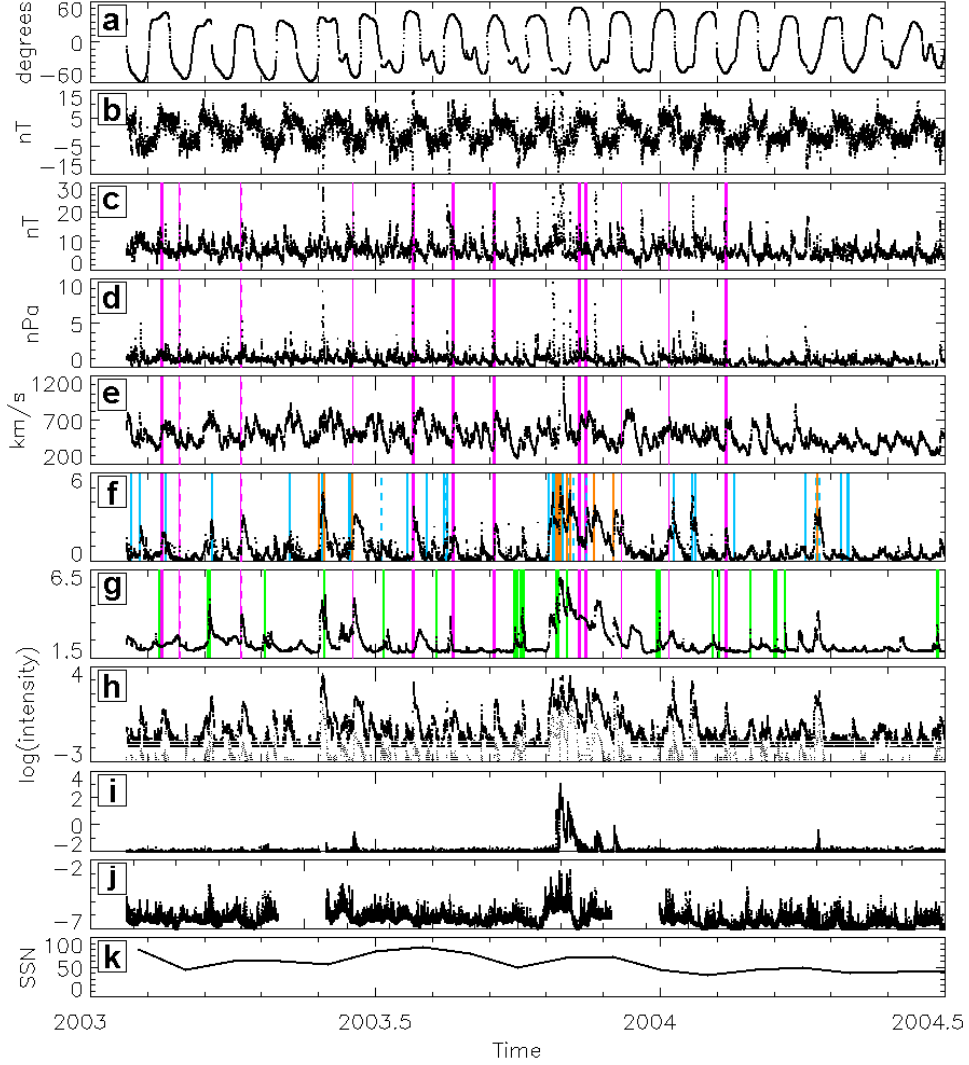 a
degrees
60
0
−60
b
nT
15
5
−5
−15
c
nT
30
20
10
0
d
nPa
10
5
0
e
km/s
1200
700
200
f
6
0
g
6.5
1.5
log(intensity)
h
4
−3
i
4
2
0
−2
j
−2
−7
k
SSN
100
50
0
2003 2003.5 2004 2004.5
Time